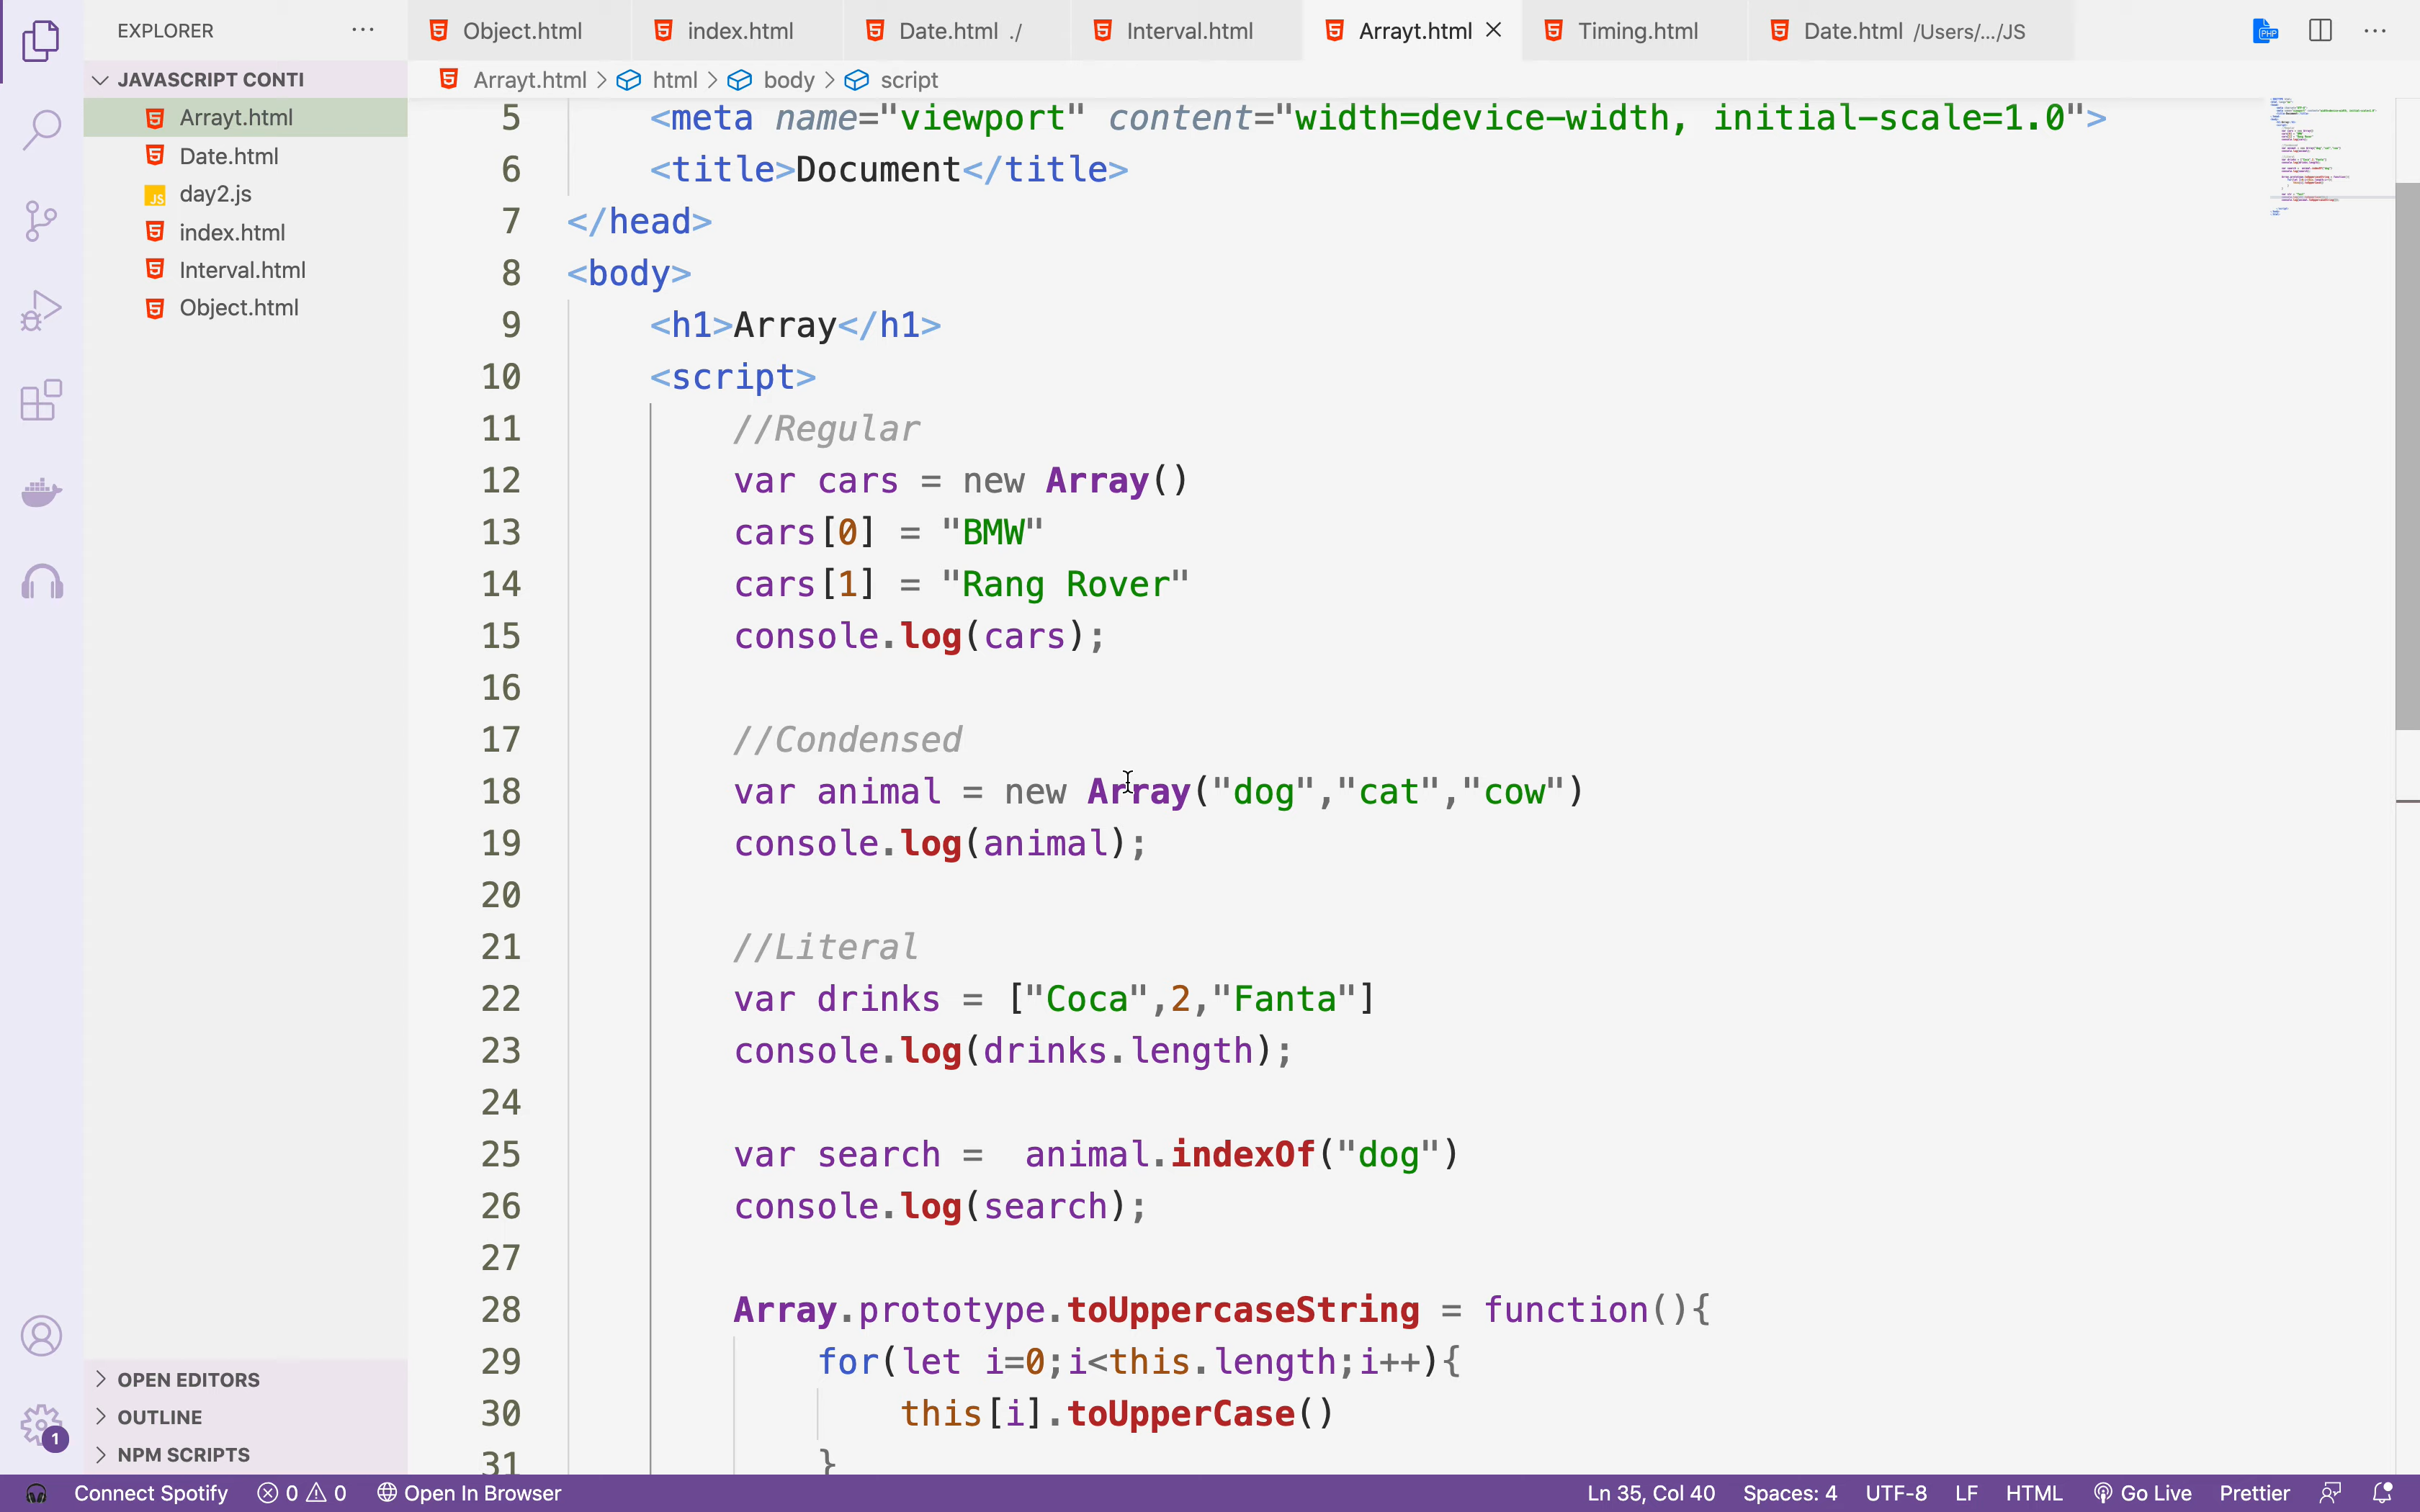 EXPLORER
Object.html
index.html
Date.html ./
Interval.html
Arrayt.html
Timing.html
Date.html /Users/.../JS
JAVASCRIPT CONTI
Arrayt.html > html > body > script
Arrayt.html
Date.html
day2.js
index.html
Interval.html
Object.html
5 <meta name="viewport" content="width=device-width, initial-scale=1.0">
6 <title>Document</title>
7 </head>
8 <body>
9 <h1>Array</h1>
10 <script>
11 //Regular
12 var cars = new Array()
13 cars[0] = "BMW"
14 cars[1] = "Rang Rover"
15 console.log(cars);
16
17 //Condensed
18 var animal = new Array("dog","cat","cow")
19 console.log(animal);
20
21 //Literal
22 var drinks = ["Coca",2,"Fanta"]
23 console.log(drinks.length);
24
25 var search =  animal.indexOf("dog")
26 console.log(search);
27
28 Array.prototype.toUppercaseString = function(){
29 for(let i=0;i<this.length;i++){
30 this[i].toUpperCase()
31 }
OPEN EDITORS
OUTLINE
NPM SCRIPTS
1
Connect Spotify
0 0
Open In Browser
Ln 35, Col 40
Spaces: 4
UTF-8
LF
HTML
Go Live
Prettier